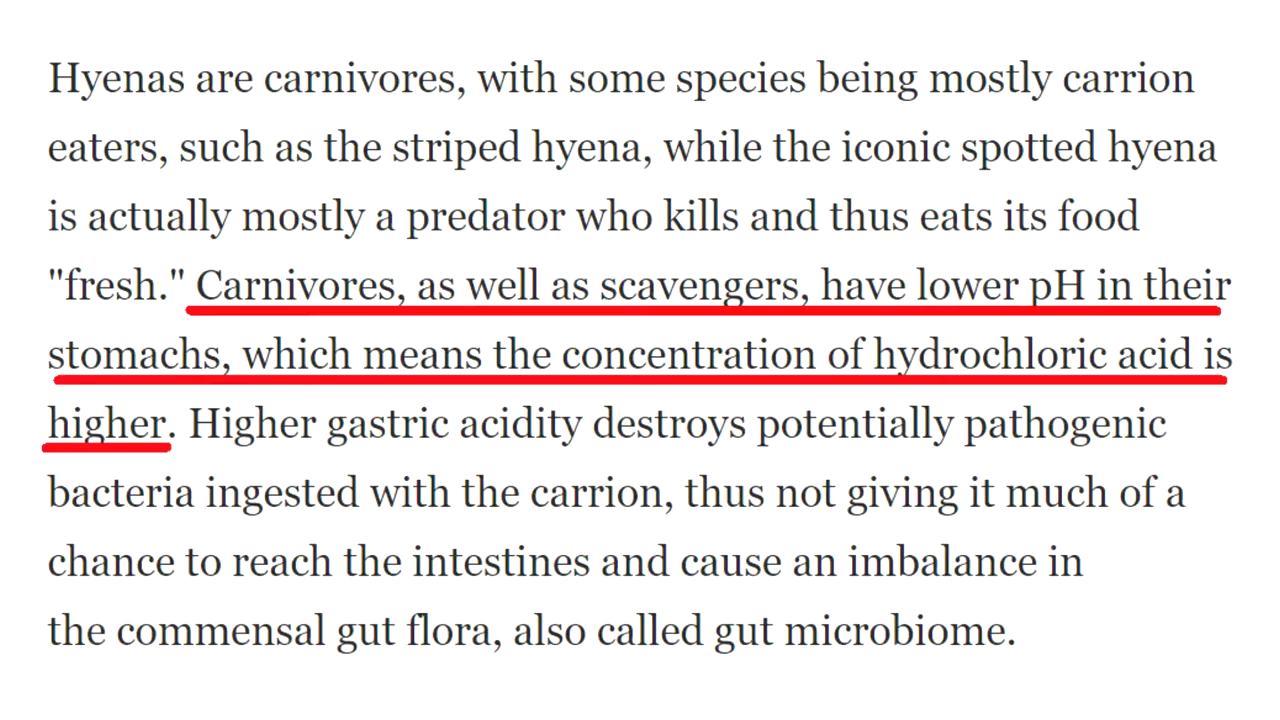 Hyenas are carnivores, with some species being mostly carrion
eaters, such as the striped hyena, while the iconic spotted hyena
is actually mostly a predator who kills and thus eats its food
"fresh." Carnivores, as well as scavengers, have lower pH in their
stomachs, which means the concentration of hydrochloric acid is
higher. Higher gastric acidity destroys potentially pathogenic
bacteria ingested with the carrion, thus not giving it much of a
chance to reach the intestines and cause an imbalance in
the commensal gut flora, also called gut microbiome.